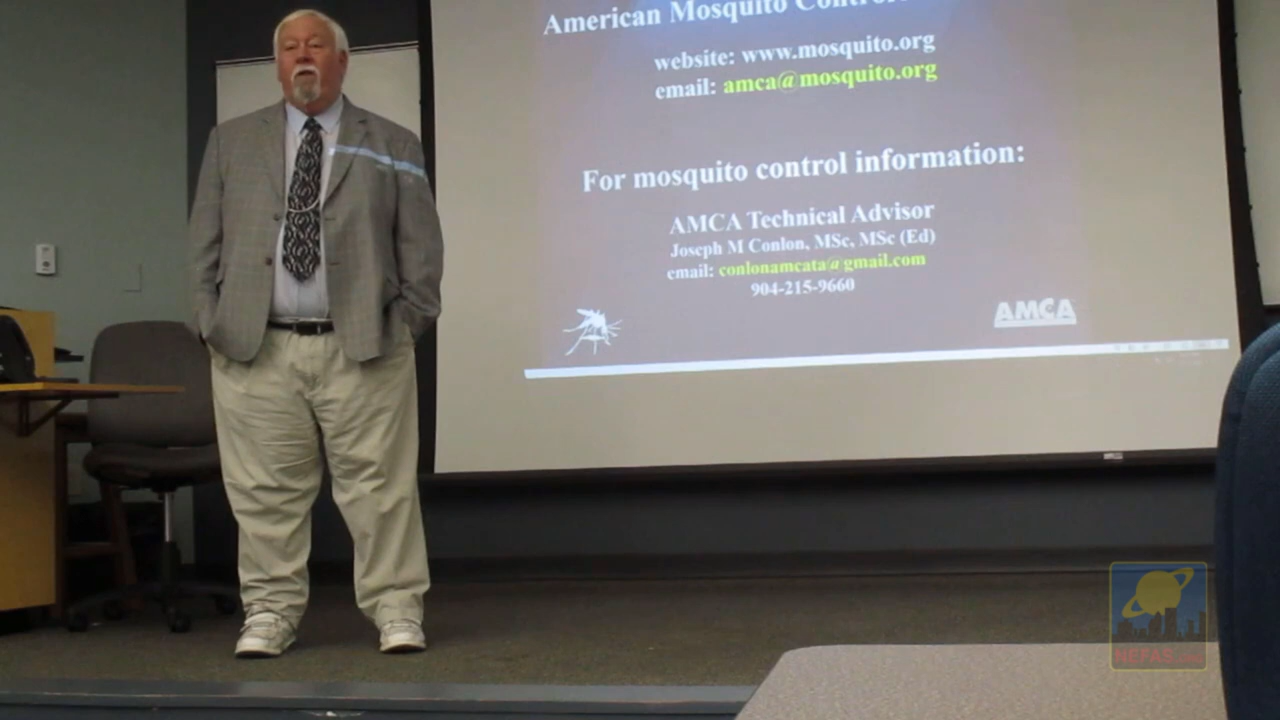 American Mosquito Control
website: www.mosquito.org
email: amca@mosquito.org
For mosquito control information:
AMCA Technical Advisor
Joseph M Conlon, MSc, MSc (Ed)
email: conlonamcata@gmail.com
904-215-9660
AMCA
NEFAS